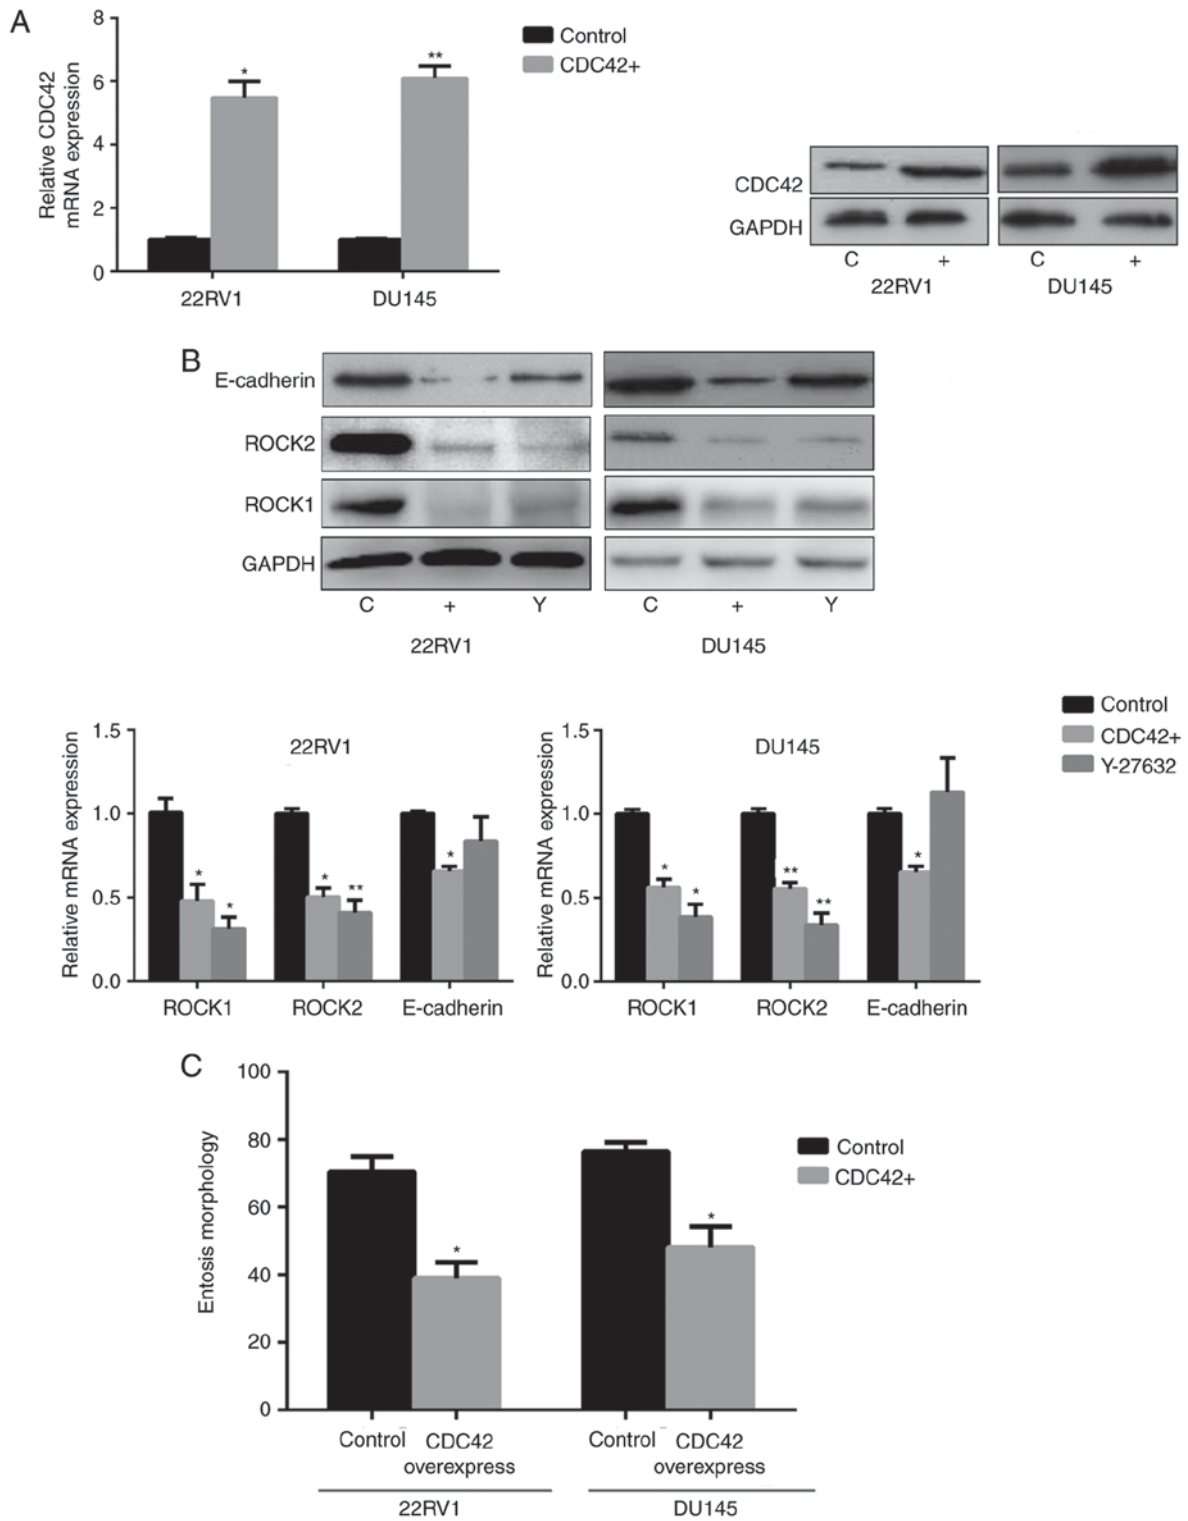 A
8
6
4
2
0
Relative CDC42
mRNA expression
*
**
22RV1
DU145
Control
CDC42+
CDC42
GAPDH
C + C +
22RV1 DU145
B
E-cadherin
ROCK2
ROCK1
GAPDH
C + Y C + Y
22RV1 DU145
Control
CDC42+
Y-27632
22RV1
Relative mRNA expression
1.5
1.0
0.5
0.0
* * * ** *
ROCK1 ROCK2 E-cadherin
DU145
Relative mRNA expression
1.5
1.0
0.5
0.0
* * ** ** *
ROCK1 ROCK2 E-cadherin
C
Entosis morphology
100
80
60
40
20
0
* *
Control
CDC42+
Control CDC42 Control CDC42
overexpress overexpress
22RV1 DU145